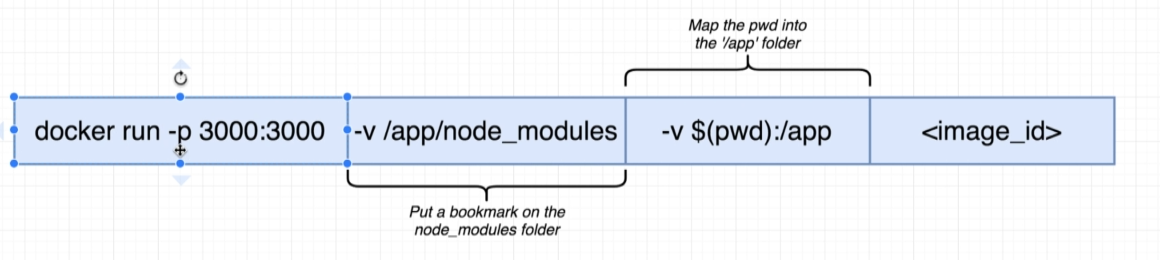 Map the pwd into
the '/app' folder
docker run -p 3000:3000 -v /app/node_modules -v $(pwd):/app <image_id>
Put a bookmark on the
node_modules folder